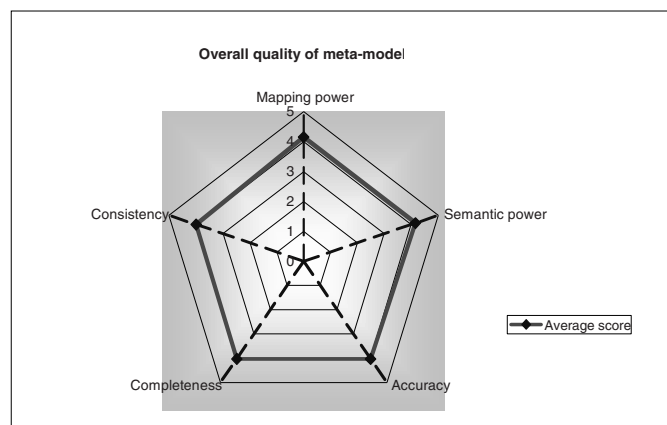 Overall quality of meta-model
Mapping power
5
4
3
2
1
0
Consistency
Semantic power
Average score
Completeness
Accuracy